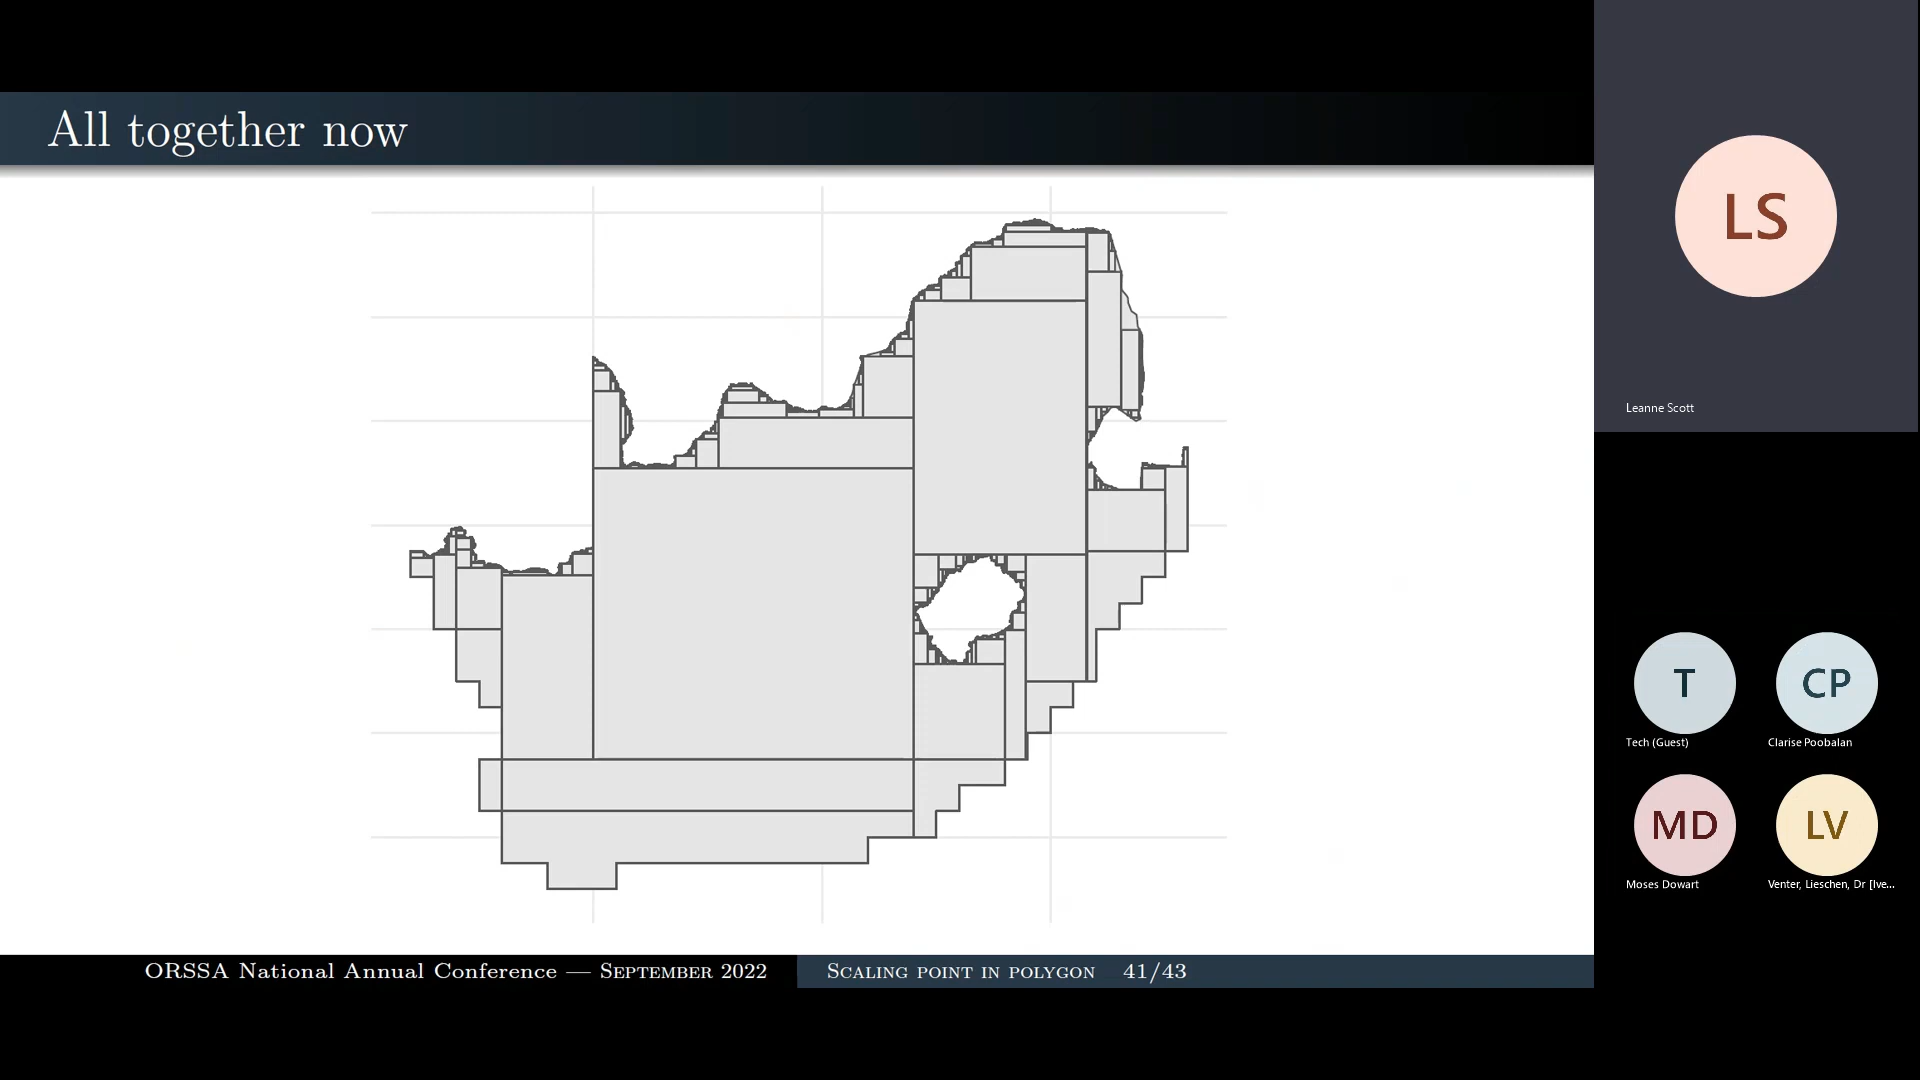 All together now
LS
Leanne Scott
T
CP
Tech (Guest)
Clarise Poobalan
MD
LV
Moses Dowart
Venter, Lieschen, Dr [lve...
ORSSA National Annual Conference — September 2022
Scaling point in polygon 41/43